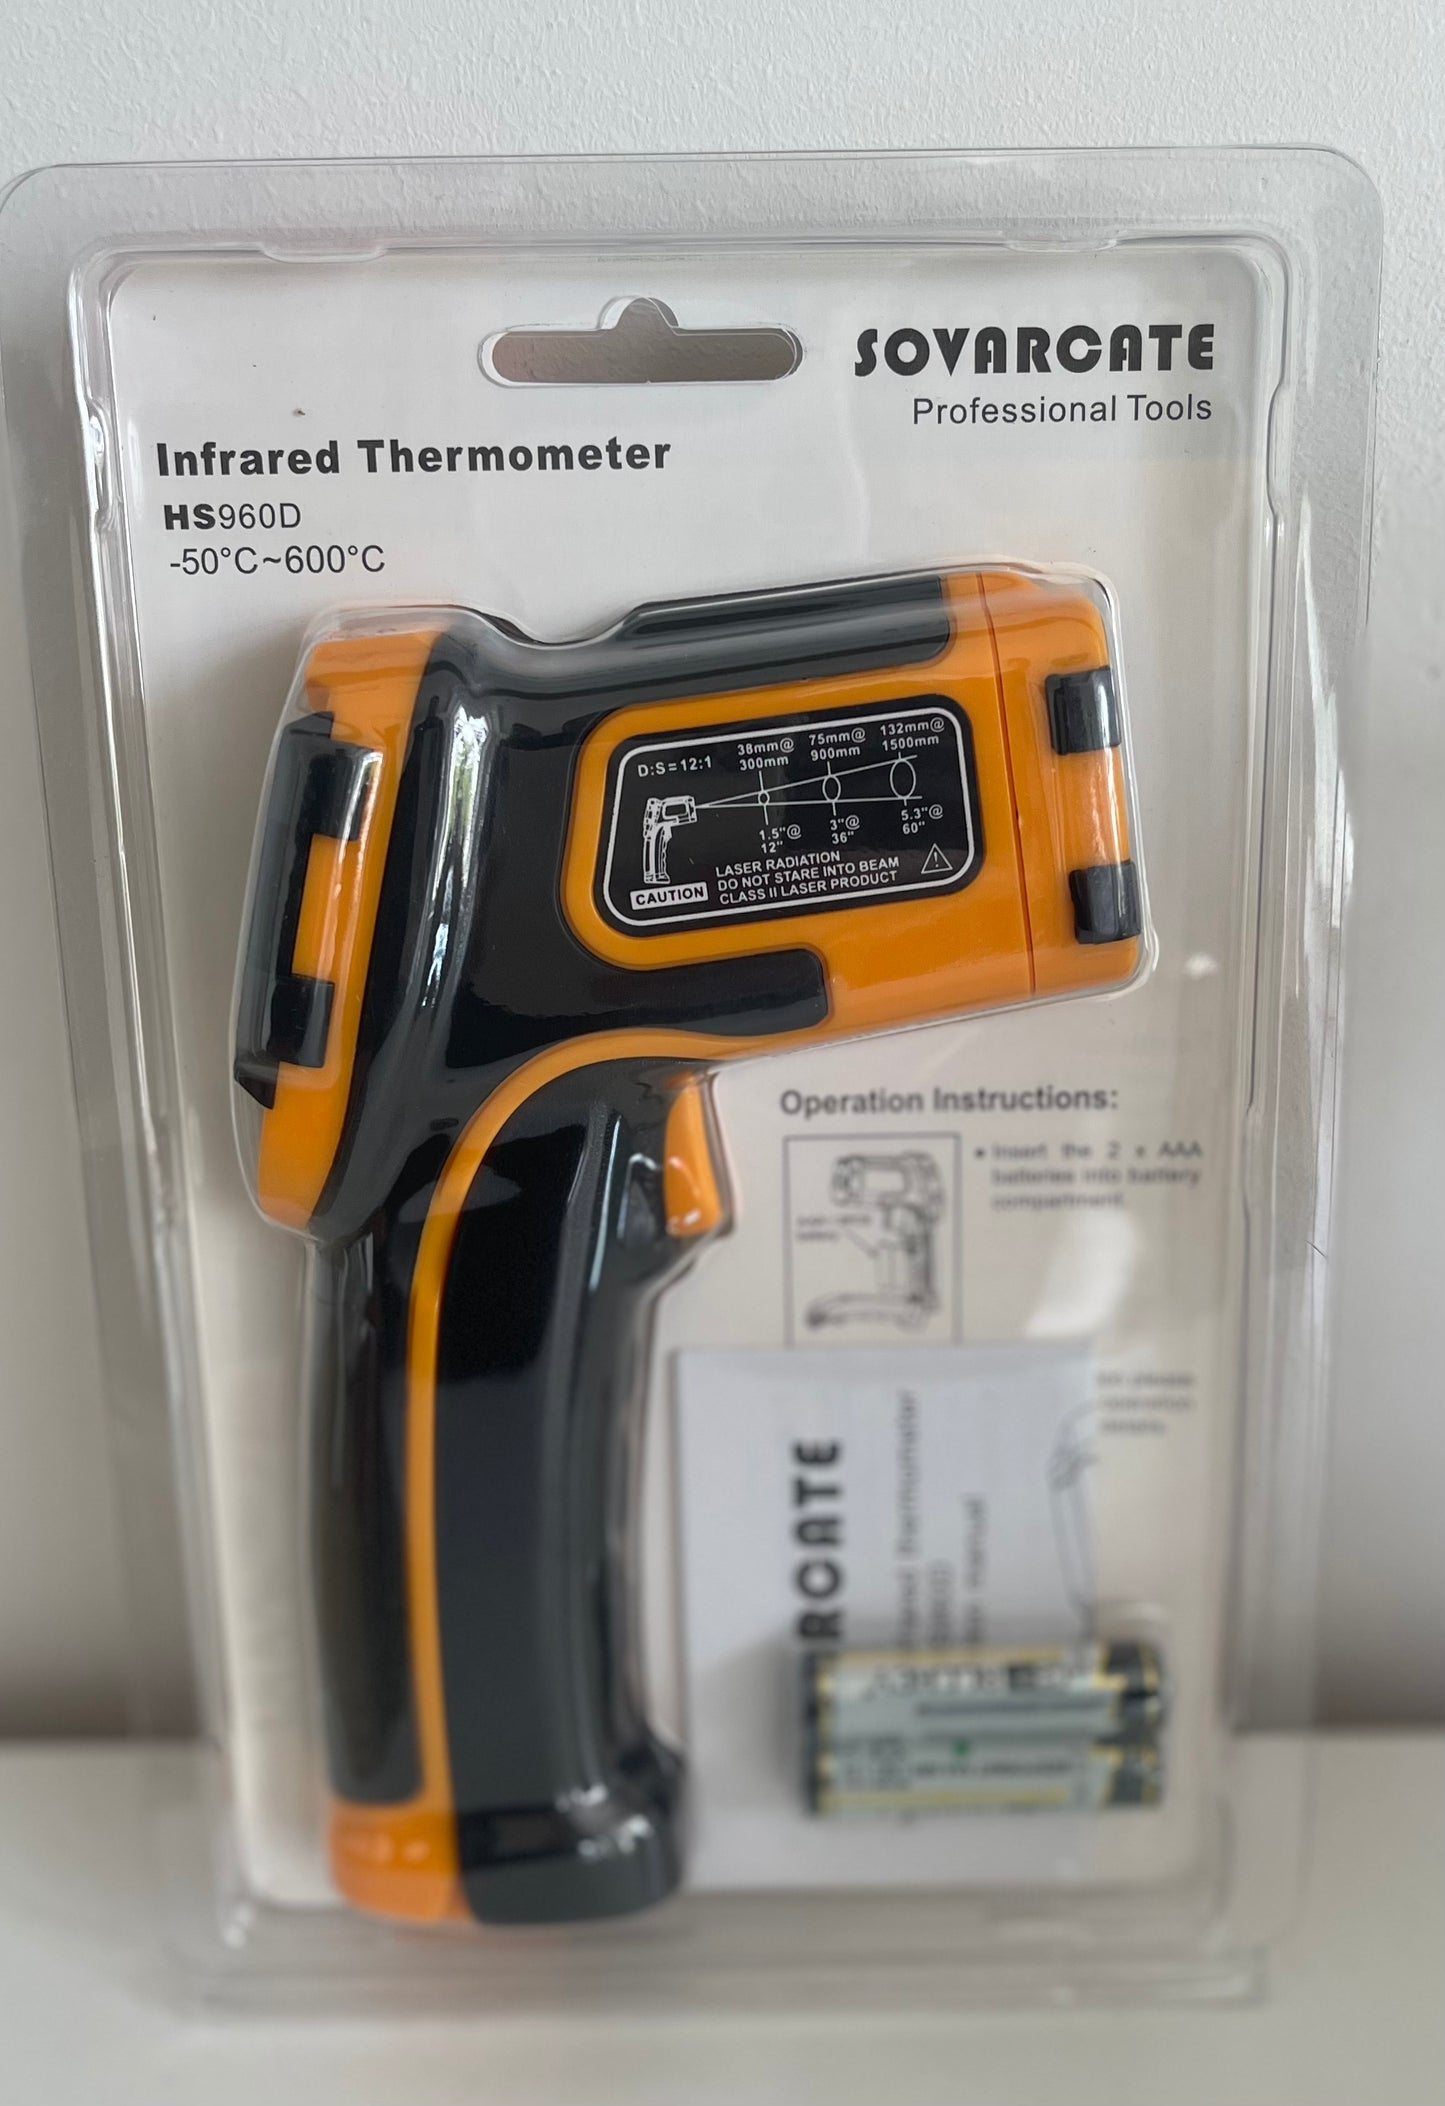 SOVARCATE
Professional Tools
Infrared Thermometer
HS960D
-50°C~600°C
D:S=12:1
38mm@
300mm
75mm@
900mm
132mm@
1500mm
1.5"@
12"
3"@
36"
5.3"@
60"
CAUTION
LASER RADIATION
DO NOT STARE INTO BEAM
CLASS II LASER PRODUCT
Operation Instructions:
• Insert the 2 x AAA
batteries into battery
compartment.
RCATE